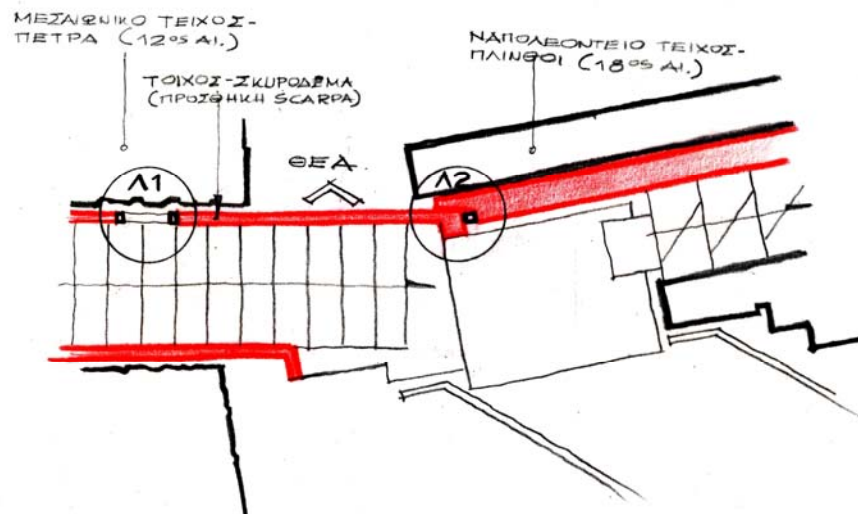 ΜΕΣΑΙΩΝΙΚΟ ΤΕΙΧΟΣ-
ΠΕΤΡΑ (12ος ΑΙ.)
ΤΟΙΧΟΣ-ΣΚΥΡΟΔΕΜΑ
(ΠΡΟΣΘΗΚΗ SCARPA)
ΝΑΠΟΛΕΟΝΤΕΙΟ ΤΕΙΧΟΣ-
ΠΛΙΝΘΟΙ (18ος ΑΙ.)
ΘΕΑ
Λ1
Λ2